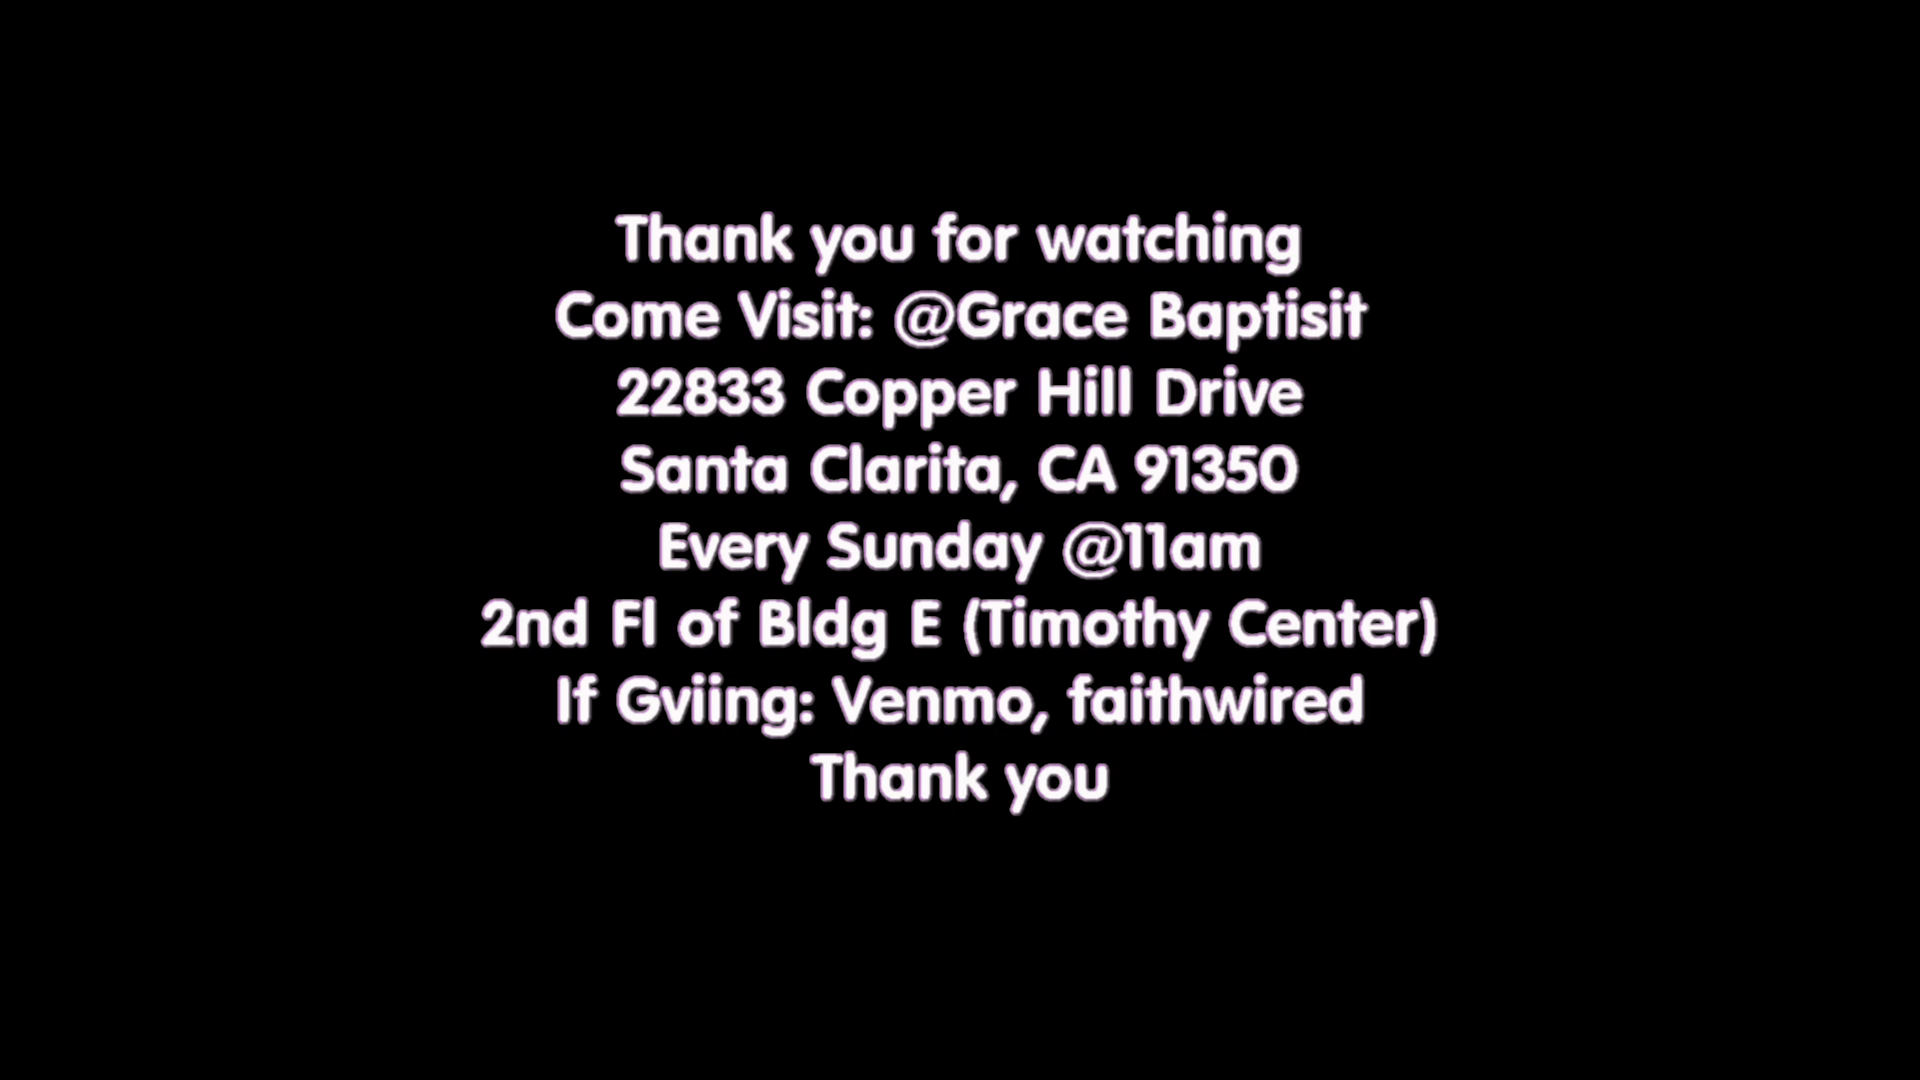 Thank you for watching
Come Visit: @Grace Baptisit
22833 Copper Hill Drive
Santa Clarita, CA 91350
Every Sunday @11am
2nd Fl of Bldg E (Timothy Center)
If Gviing: Venmo, faithwired
Thank you